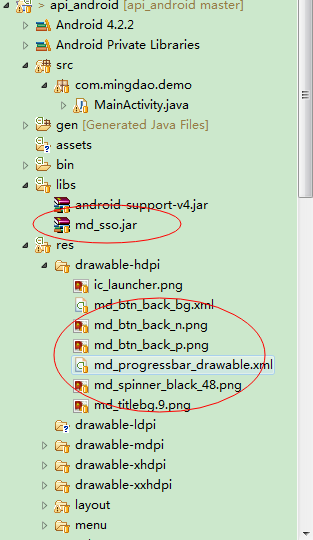 > api_android [api_android master]
Android 4.2.2
Android Private Libraries
src
com.mingdao.demo
MainActivity.java
gen [Generated Java Files]
assets
bin
libs
android-support-v4.jar
md_sso.jar
res
drawable-hdpi
ic_launcher.png
md_btn_back_bg.xml
md_btn_back_n.png
md_btn_back_p.png
md_progressbar_drawable.xml
md_spinner_black_48.png
md_titlebg.9.png
drawable-ldpi
drawable-mdpi
drawable-xhdpi
drawable-xxhdpi
layout
menu